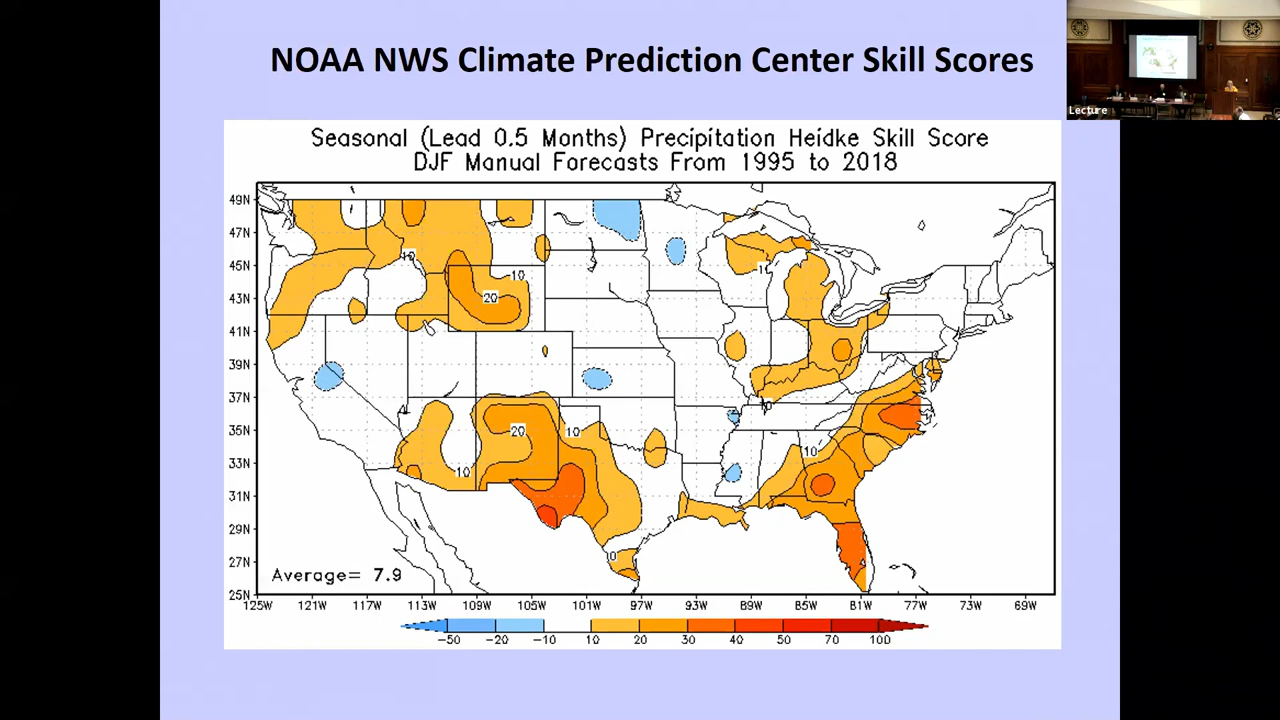 NOAA NWS Climate Prediction Center Skill Scores
Lecture
Seasonal (Lead 0.5 Months) Precipitation Heidke Skill Score
DJF Manual Forecasts From 1995 to 2018
49N
47N
45N
43N
41N
39N
37N
35N
33N
31N
29N
27N
25N
10
10
20
10
20
10
10
10
10
0
Average= 7.9
125W 121W 117W 113W 109W 105W 101W 97W 93W 89W 85W 81W 77W 73W 69W
-50 -20 -10 10 20 30 40 50 70 100